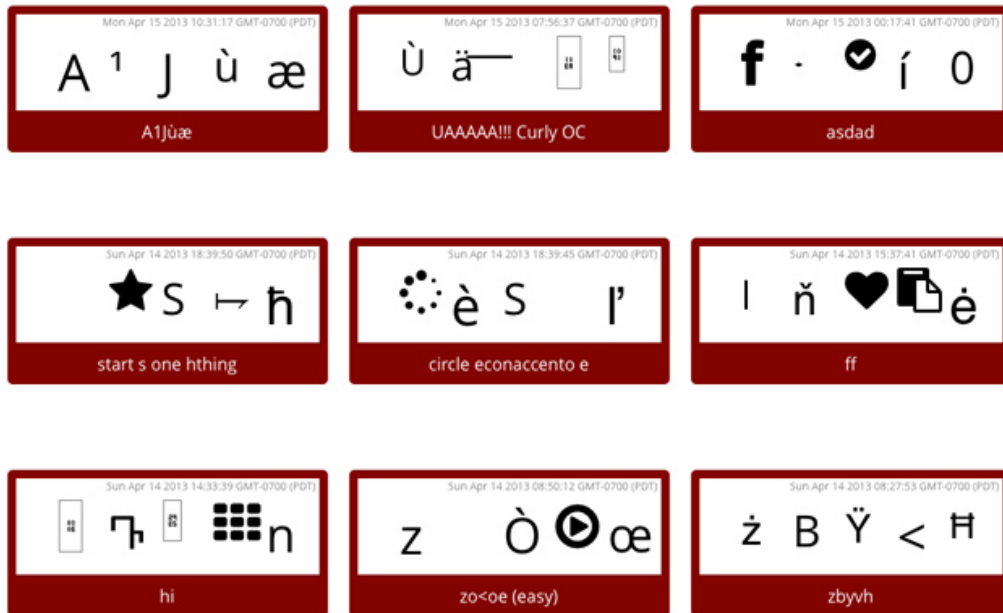 Mon Apr 15 2013 10:31:17 GMT-0700 (PDT)
A ¹ J ù æ
A1Jùæ
Mon Apr 15 2013 07:56:37 GMT-0700 (PDT)
Ù ä
UAAAAA!!! Curly OC
Mon Apr 15 2013 00:17:41 GMT-0700 (PDT)
f · í 0
asdad
Sun Apr 14 2013 18:39:50 GMT-0700 (PDT)
S ħ
start s one hthing
Sun Apr 14 2013 18:39:45 GMT-0700 (PDT)
è S ľ
circle econaccento e
Sun Apr 14 2013 15:37:41 GMT-0700 (PDT)
l ň ė
ff
Sun Apr 14 2013 14:33:39 GMT-0700 (PDT)
n
hi
Sun Apr 14 2013 08:50:12 GMT-0700 (PDT)
z Ò œ
zo<oe (easy)
Sun Apr 14 2013 08:27:53 GMT-0700 (PDT)
ż B Ÿ < Ħ
zbyvh